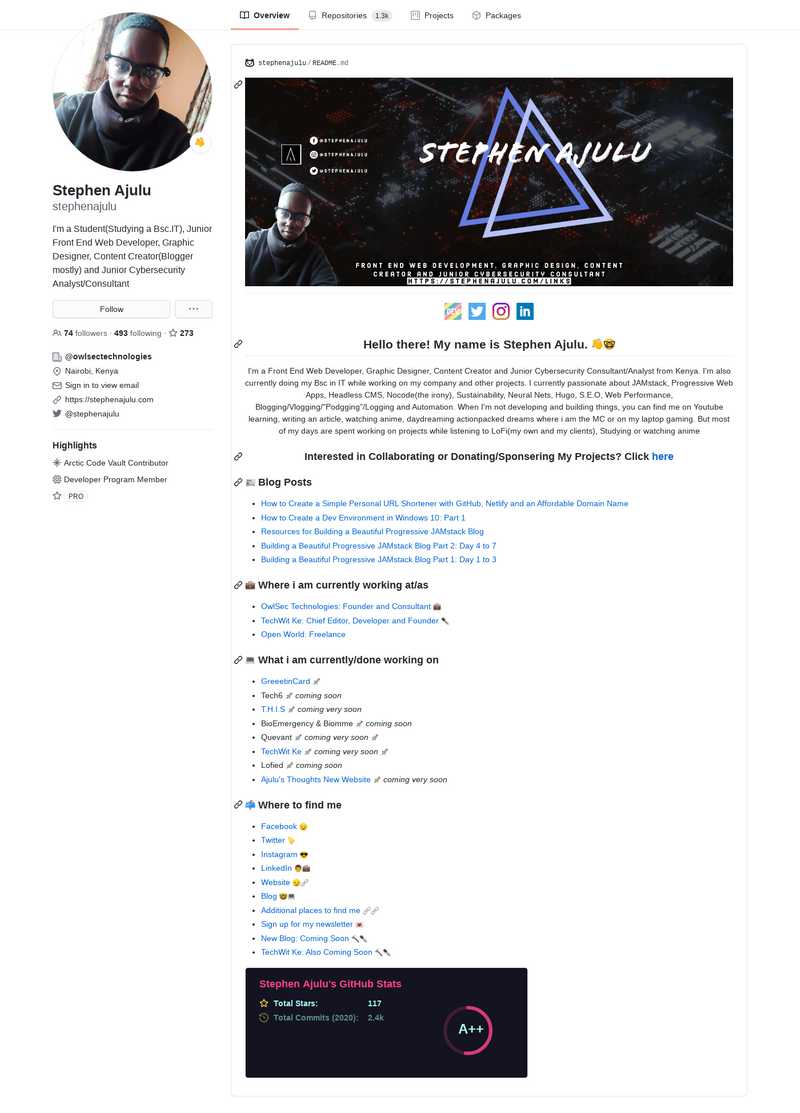 Overview
Repositories 1.3k
Projects
Packages
Stephen Ajulu
stephenajulu
I'm a Student(Studying a Bsc.IT), Junior
Front End Web Developer, Graphic
Designer, Content Creator(Blogger
mostly) and Junior Cybersecurity
Analyst/Consultant
Follow
74 followers · 493 following · 273
@owlsectechnologies
Nairobi, Kenya
Sign in to view email
https://stephenajulu.com
@stephenajulu
Highlights
Arctic Code Vault Contributor
Developer Program Member
PRO
stephenajulu/README.md
@STEPHENAJULU
@STEPHENAJULU
@STEPHENAJULU
STEPHEN AJULU
FRONT END WEB DEVELOPMENT, GRAPHIC DESIGN, CONTENT
CREATOR AND JUNIOR CYBERSECURITY CONSULTANT
HTTPS://STEPHENAJULU.COM/LINKS
Hello there! My name is Stephen Ajulu. 👋🤓
I'm a Front End Web Developer, Graphic Designer, Content Creator and Junior Cybersecurity Consultant/Analyst from Kenya. I'm also
currently doing my Bsc in IT while working on my company and other projects. I currently passionate about JAMstack, Progressive Web
Apps, Headless CMS, Nocode(the irony), Sustainability, Neural Nets, Hugo, S.E.O, Web Performance,
Blogging/Vlogging/"Podgging"/Logging and Automation. When I'm not developing and building things, you can find me on Youtube
learning, writing an article, watching anime, daydreaming actionpacked dreams where i am the MC or on my laptop gaming. But most
of my days are spent working on projects while listening to LoFi(my own and my clients), Studying or watching anime
Interested in Collaborating or Donating/Sponsering My Projects? Click here
Blog Posts
How to Create a Simple Personal URL Shortener with GitHub, Netlify and an Affordable Domain Name
How to Create a Dev Environment in Windows 10: Part 1
Resources for Building a Beautiful Progressive JAMstack Blog
Building a Beautiful Progressive JAMstack Blog Part 2: Day 4 to 7
Building a Beautiful Progressive JAMstack Blog Part 1: Day 1 to 3
Where i am currently working at/as
OwlSec Technologies: Founder and Consultant
TechWit Ke: Chief Editor, Developer and Founder
Open World: Freelance
What i am currently/done working on
GreeetinCard
Tech6 coming soon
T.H.I.S coming very soon
BioEmergency & Biomme coming soon
Quevant coming very soon
TechWit Ke coming very soon
Lofied coming soon
Ajulu's Thoughts New Website coming very soon
Where to find me
Facebook
Twitter
Instagram
LinkedIn
Website
Blog
Additional places to find me
Sign up for my newsletter
New Blog: Coming Soon
TechWit Ke: Also Coming Soon
Stephen Ajulu's GitHub Stats
Total Stars: 117
Total Commits (2020): 2.4k
A++